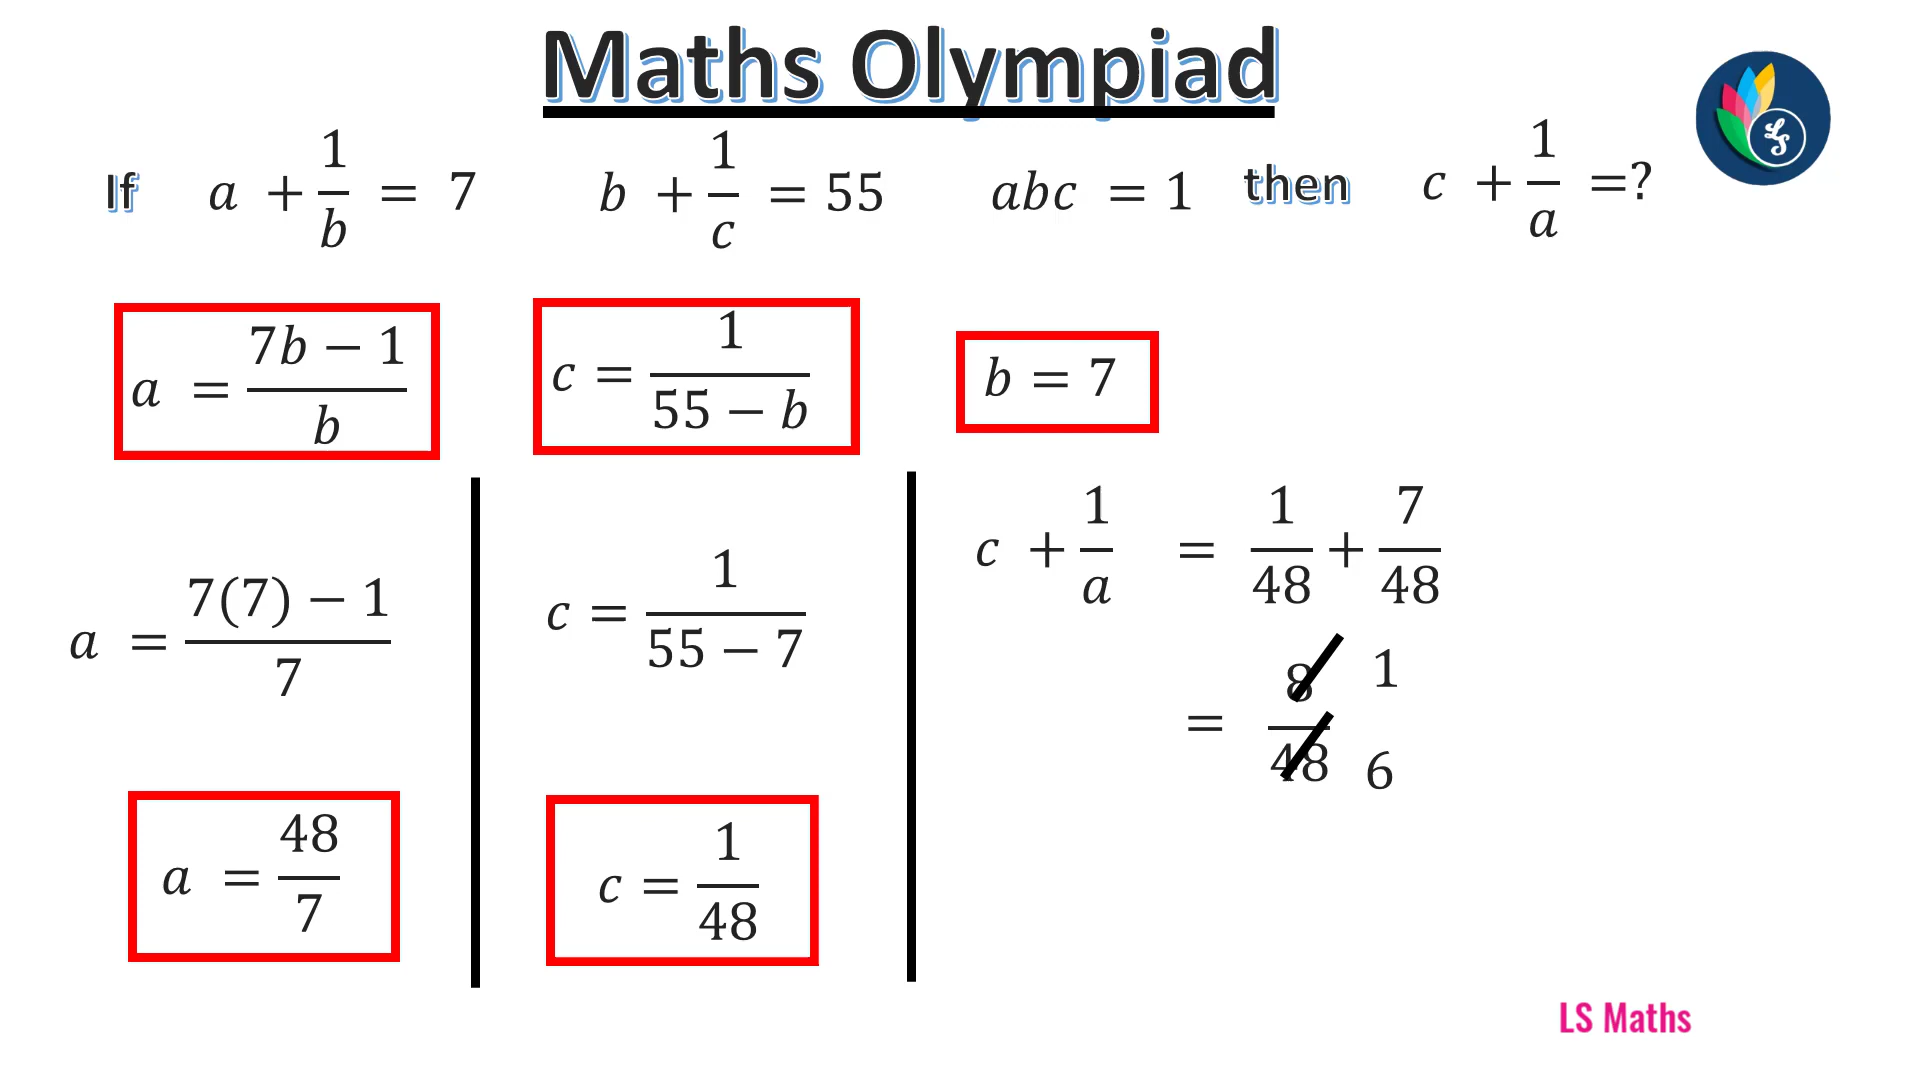 Maths Olympiad
If a + 1/b = 7 b + 1/c = 55 abc = 1 then c + 1/a =?
a = (7b − 1)/b c = 1/(55 − b) b = 7
a = (7(7) − 1)/7 c = 1/(55 − 7) c + 1/a = 1/48 + 7/48
= 8/48 1 6
a = 48/7 c = 1/48
LS Maths
LS